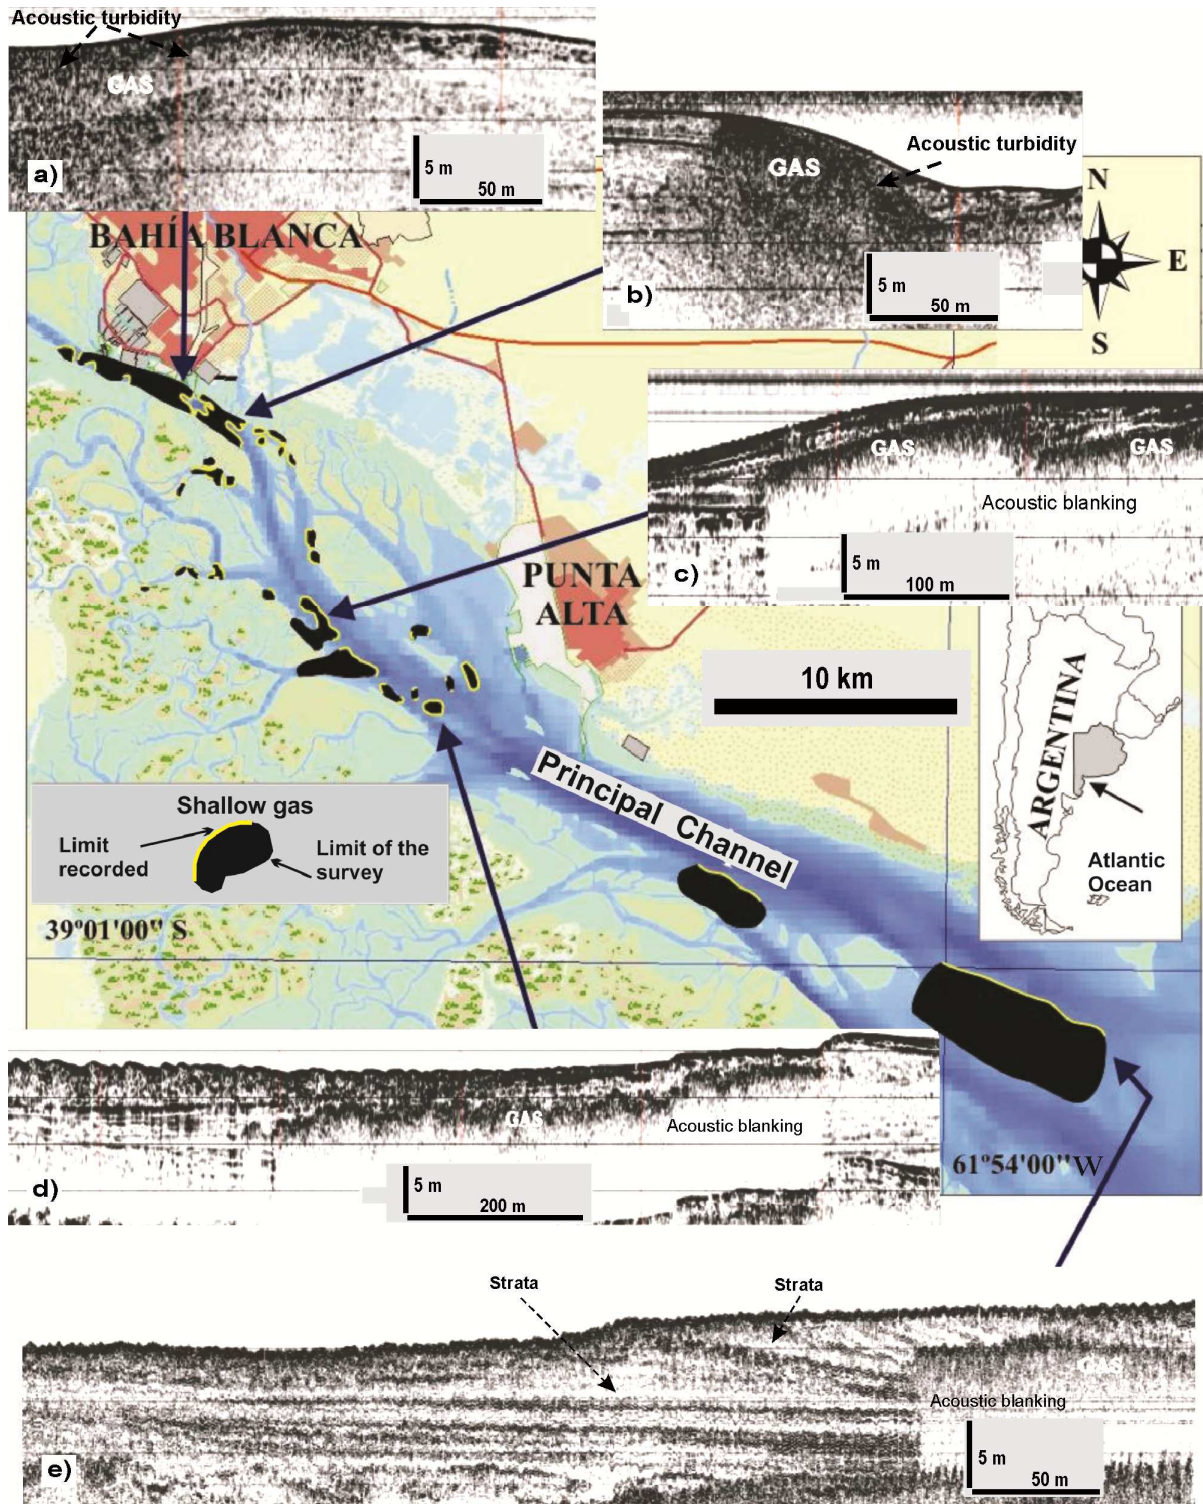 Acoustic turbidity
GAS
a)
5 m
50 m
Acoustic turbidity
GAS
b)
5 m
50 m
N
E
S
BAHÍA BLANCA
GAS
GAS
Acoustic blanking
c)
5 m
100 m
PUNTA
ALTA
10 km
ARGENTINA
Atlantic
Ocean
Principal Channel
Shallow gas
Limit
recorded
Limit of the
survey
39°01'00" S
61°54'00"W
GAS
Acoustic blanking
d)
5 m
200 m
Strata
Strata
GAS
Acoustic blanking
e)
5 m
50 m